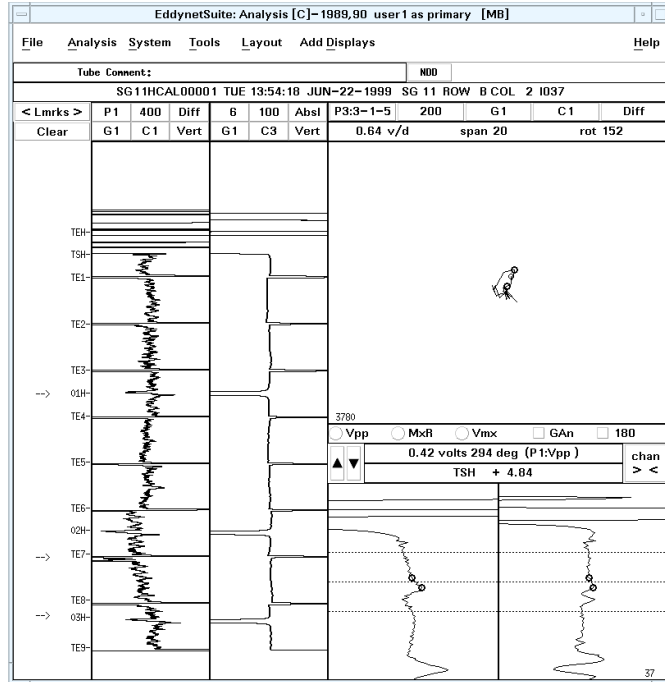 EddynetSuite: Analysis [C]-1989,90 user1 as primary [MB]
File Analysis System Tools Layout Add Displays Help
Tube Comment: NDD
SG11HCAL00001 TUE 13:54:18 JUN-22-1999 SG 11 ROW B COL 2 I037
< Lmrks > P1 400 Diff 6 100 Absl P3:3-1-5 200 G1 C1 Diff
Clear G1 C1 Vert G1 C3 Vert 0.64 v/d span 20 rot 152
TEH
TSH
TE1
TE2
TE3
--> 01H
TE4
TE5
TE6
02H
--> TE7
TE8
--> 03H
TE9
3780
Vpp MxR Vmx GAn 180
0.42 volts 294 deg (P1:Vpp ) chan
TSH + 4.84 > <
37